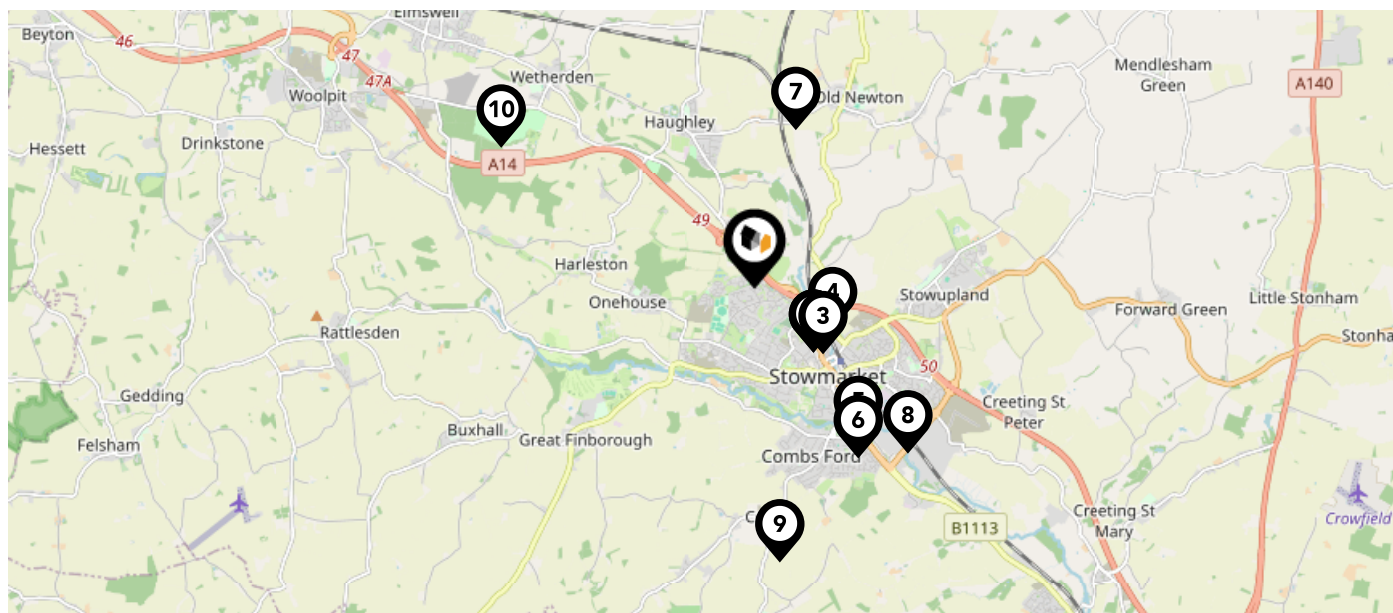 Elmswell
Beyton
46
47
47A
Wetherden
Mendlesham
Green
A140
Woolpit
10
7
Old Newton
Haughley
Drinkstone
Hessett
A14
49
Harleston
Onehouse
4
3
Stowupland
Little Stonham
Forward Green
Rattlesden
Stowmarket
50
Gedding
Creeting St
Peter
6
8
Buxhall
Great Finborough
Felsham
Combs Ford
9
B1113
Creeting St
Mary
Crowfield